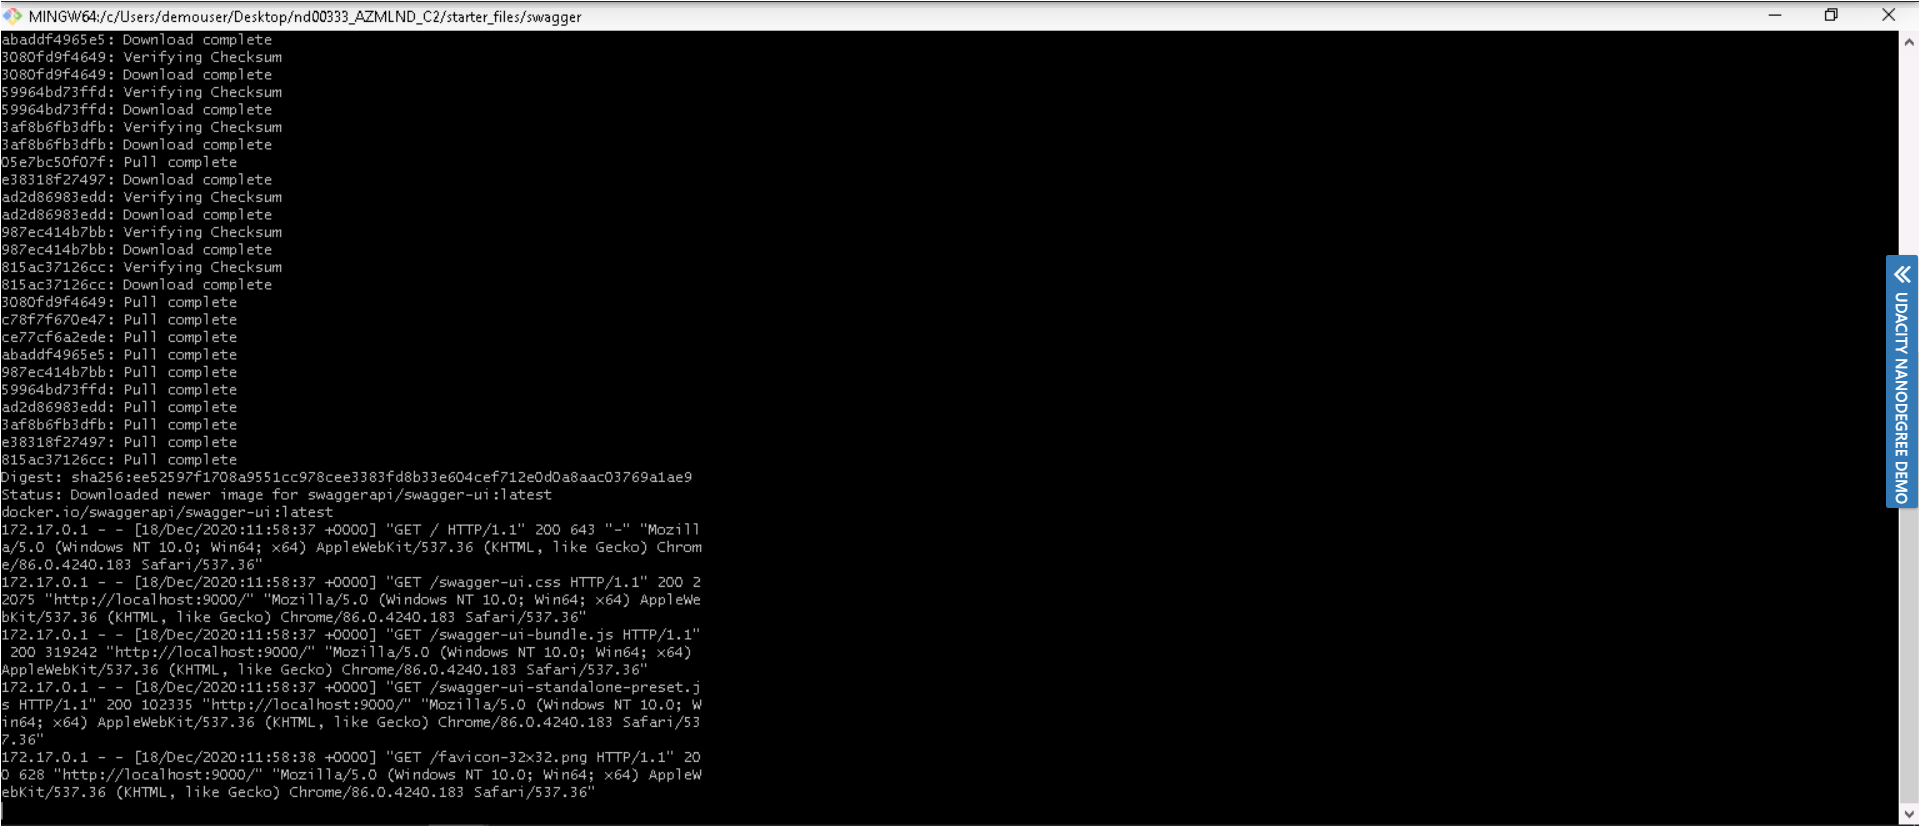 MINGW64:/c/Users/demouser/Desktop/nd00333_AZMLND_C2/starter_files/swagger
abaddf4965e5: Download complete
3080fd9f4649: Verifying Checksum
3080fd9f4649: Download complete
59964bd73ffd: Verifying Checksum
59964bd73ffd: Download complete
3af8b6fb3dfb: Verifying Checksum
3af8b6fb3dfb: Download complete
05e7bc50f07f: Pull complete
e38318f27497: Download complete
ad2d86983edd: Verifying Checksum
ad2d86983edd: Download complete
987ec414b7bb: Verifying Checksum
987ec414b7bb: Download complete
815ac37126cc: Verifying Checksum
815ac37126cc: Download complete
3080fd9f4649: Pull complete
c78f7f670e47: Pull complete
ce77cf6a2ede: Pull complete
abaddf4965e5: Pull complete
987ec414b7bb: Pull complete
59964bd73ffd: Pull complete
ad2d86983edd: Pull complete
3af8b6fb3dfb: Pull complete
e38318f27497: Pull complete
815ac37126cc: Pull complete
Digest: sha256:ee52597f1708a9551cc978cee3383fd8b33e604cef712e0d0a8aac03769a1ae9
Status: Downloaded newer image for swaggerapi/swagger-ui:latest
docker.io/swaggerapi/swagger-ui:latest
172.17.0.1 - - [18/Dec/2020:11:58:37 +0000] "GET / HTTP/1.1" 200 643 "-" "Mozill
a/5.0 (Windows NT 10.0; Win64; x64) AppleWebKit/537.36 (KHTML, like Gecko) Chrom
e/86.0.4240.183 Safari/537.36"
172.17.0.1 - - [18/Dec/2020:11:58:37 +0000] "GET /swagger-ui.css HTTP/1.1" 200 2
2075 "http://localhost:9000/" "Mozilla/5.0 (Windows NT 10.0; Win64; x64) AppleWe
bKit/537.36 (KHTML, like Gecko) Chrome/86.0.4240.183 Safari/537.36"
172.17.0.1 - - [18/Dec/2020:11:58:37 +0000] "GET /swagger-ui-bundle.js HTTP/1.1"
 200 319242 "http://localhost:9000/" "Mozilla/5.0 (Windows NT 10.0; Win64; x64)
AppleWebKit/537.36 (KHTML, like Gecko) Chrome/86.0.4240.183 Safari/537.36"
172.17.0.1 - - [18/Dec/2020:11:58:37 +0000] "GET /swagger-ui-standalone-preset.j
s HTTP/1.1" 200 102335 "http://localhost:9000/" "Mozilla/5.0 (Windows NT 10.0; W
in64; x64) AppleWebKit/537.36 (KHTML, like Gecko) Chrome/86.0.4240.183 Safari/53
7.36"
172.17.0.1 - - [18/Dec/2020:11:58:38 +0000] "GET /favicon-32x32.png HTTP/1.1" 20
0 628 "http://localhost:9000/" "Mozilla/5.0 (Windows NT 10.0; Win64; x64) AppleW
ebKit/537.36 (KHTML, like Gecko) Chrome/86.0.4240.183 Safari/537.36"
UDACITY NANODEGREE DEMO